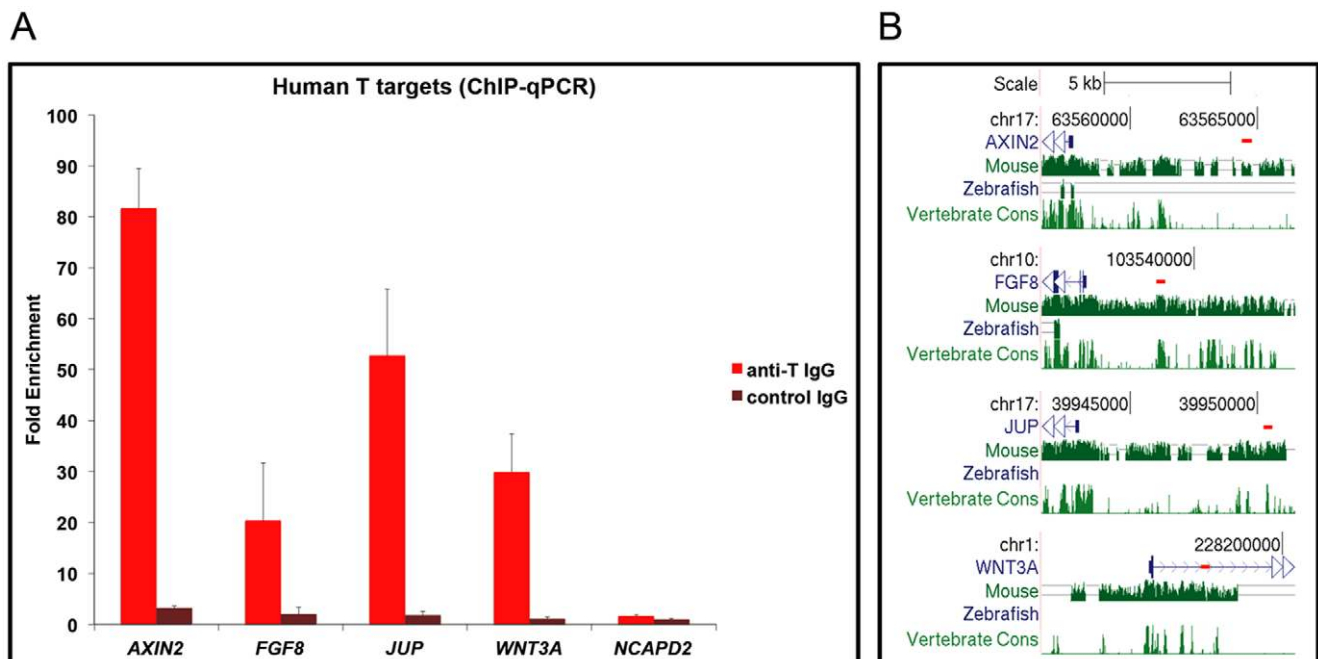 A
Human T targets (ChIP-qPCR)
Fold Enrichment
100
90
80
70
60
50
40
30
20
10
0
AXIN2
FGF8
JUP
WNT3A
NCAPD2
anti-T IgG
control IgG
B
Scale 5 kb
chr17: 63560000 63565000
AXIN2
Mouse
Zebrafish
Vertebrate Cons
chr10: 103540000
FGF8
Mouse
Zebrafish
Vertebrate Cons
chr17: 39945000 39950000
JUP
Mouse
Zebrafish
Vertebrate Cons
chr1: 228200000
WNT3A
Mouse
Zebrafish
Vertebrate Cons